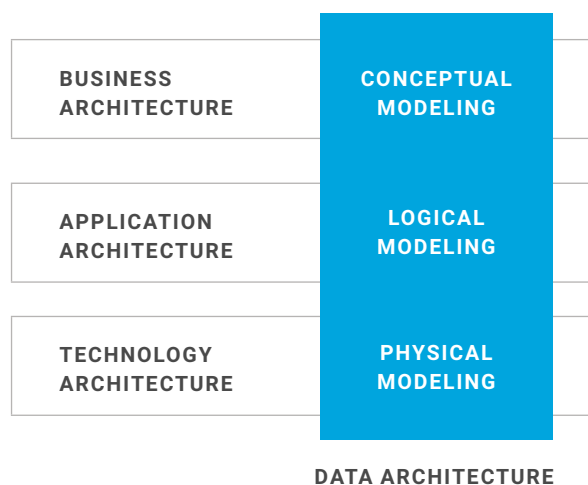 BUSINESS
ARCHITECTURE
CONCEPTUAL
MODELING
APPLICATION
ARCHITECTURE
LOGICAL
MODELING
TECHNOLOGY
ARCHITECTURE
PHYSICAL
MODELING
DATA ARCHITECTURE